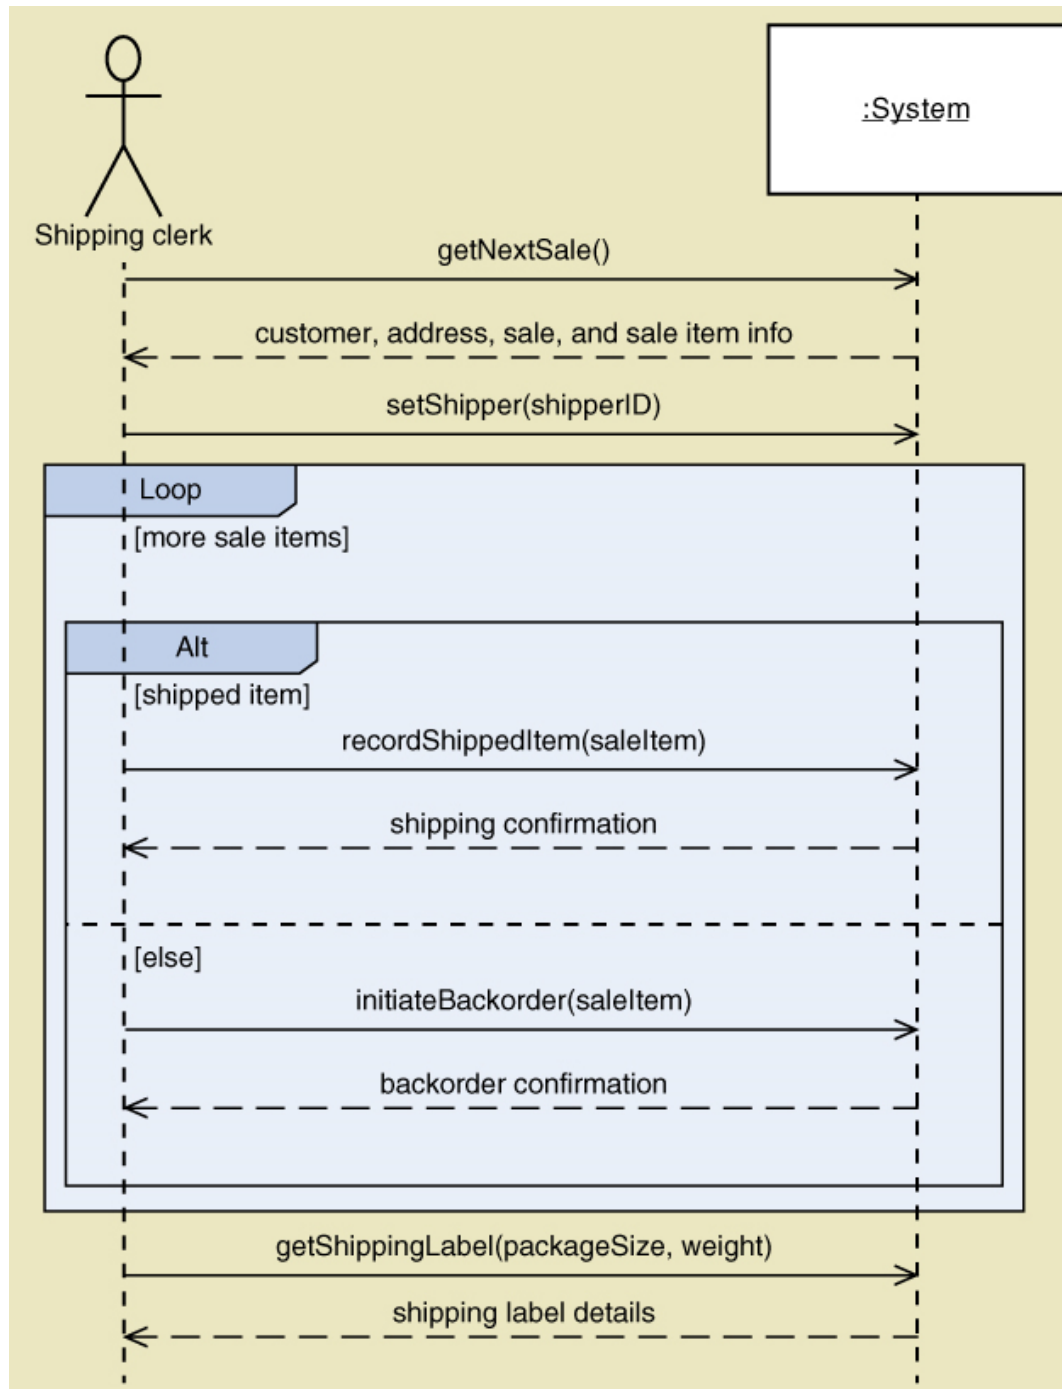 :System
Shipping clerk
getNextSale()
customer, address, sale, and sale item info
setShipper(shipperID)
Loop
[more sale items]
Alt
[shipped item]
recordShippedItem(saleItem)
shipping confirmation
[else]
initiateBackorder(saleItem)
backorder confirmation
getShippingLabel(packageSize, weight)
shipping label details